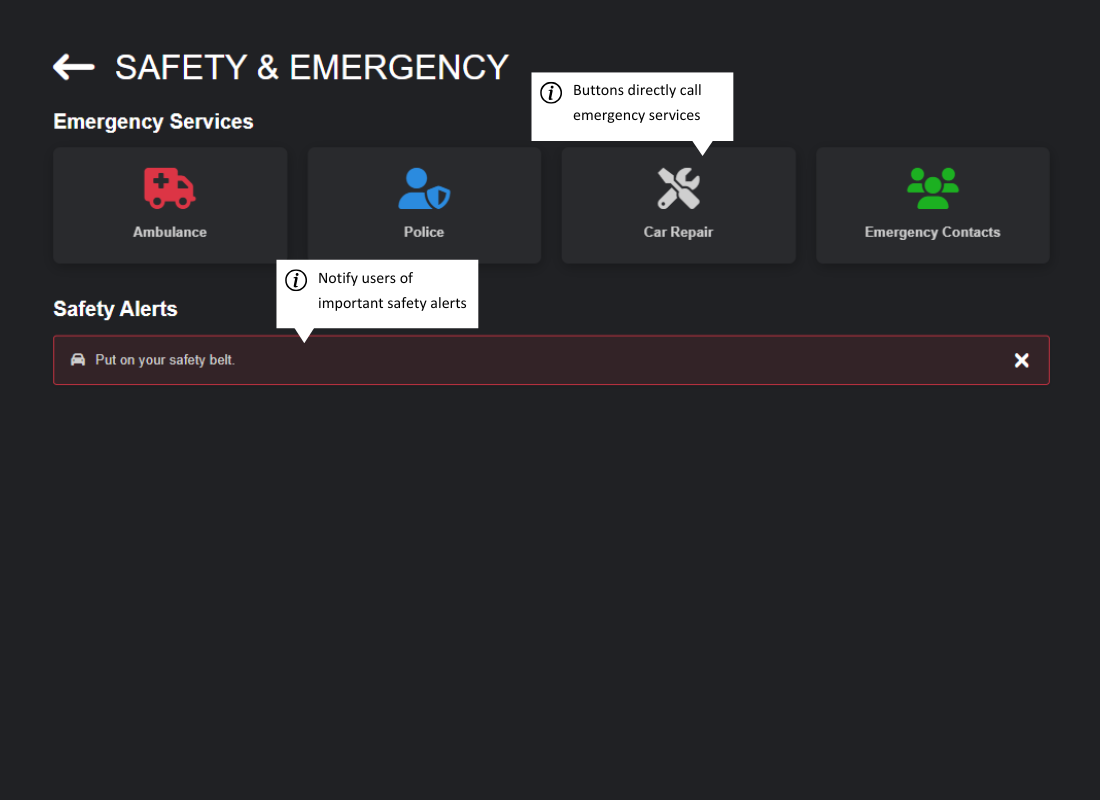 SAFETY & EMERGENCY
Buttons directly call
emergency services
Emergency Services
Ambulance
Police
Car Repair
Emergency Contacts
Notify users of
important safety alerts
Safety Alerts
Put on your safety belt.